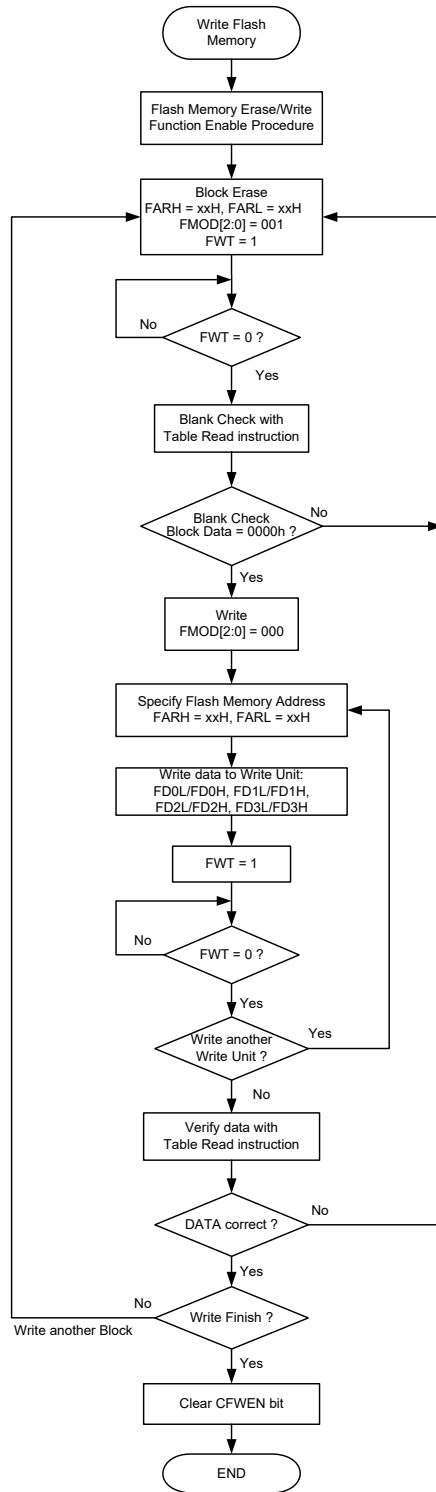 Write Flash
Memory
Flash Memory Erase/Write
Function Enable Procedure
Block Erase
FARH = xxH, FARL = xxH
FMOD[2:0] = 001
FWT = 1
No
FWT = 0 ?
Yes
Blank Check with
Table Read instruction
Blank Check
Block Data = 0000h ?
No
Yes
Write
FMOD[2:0] = 000
Specify Flash Memory Address
FARH = xxH, FARL = xxH
Write data to Write Unit:
FD0L/FD0H, FD1L/FD1H,
FD2L/FD2H, FD3L/FD3H
FWT = 1
No
FWT = 0 ?
Yes
Write another
Write Unit ?
Yes
No
Verify data with
Table Read instruction
DATA correct ?
No
Yes
No
Write Finish ?
Write another Block
Yes
Clear CFWEN bit
END